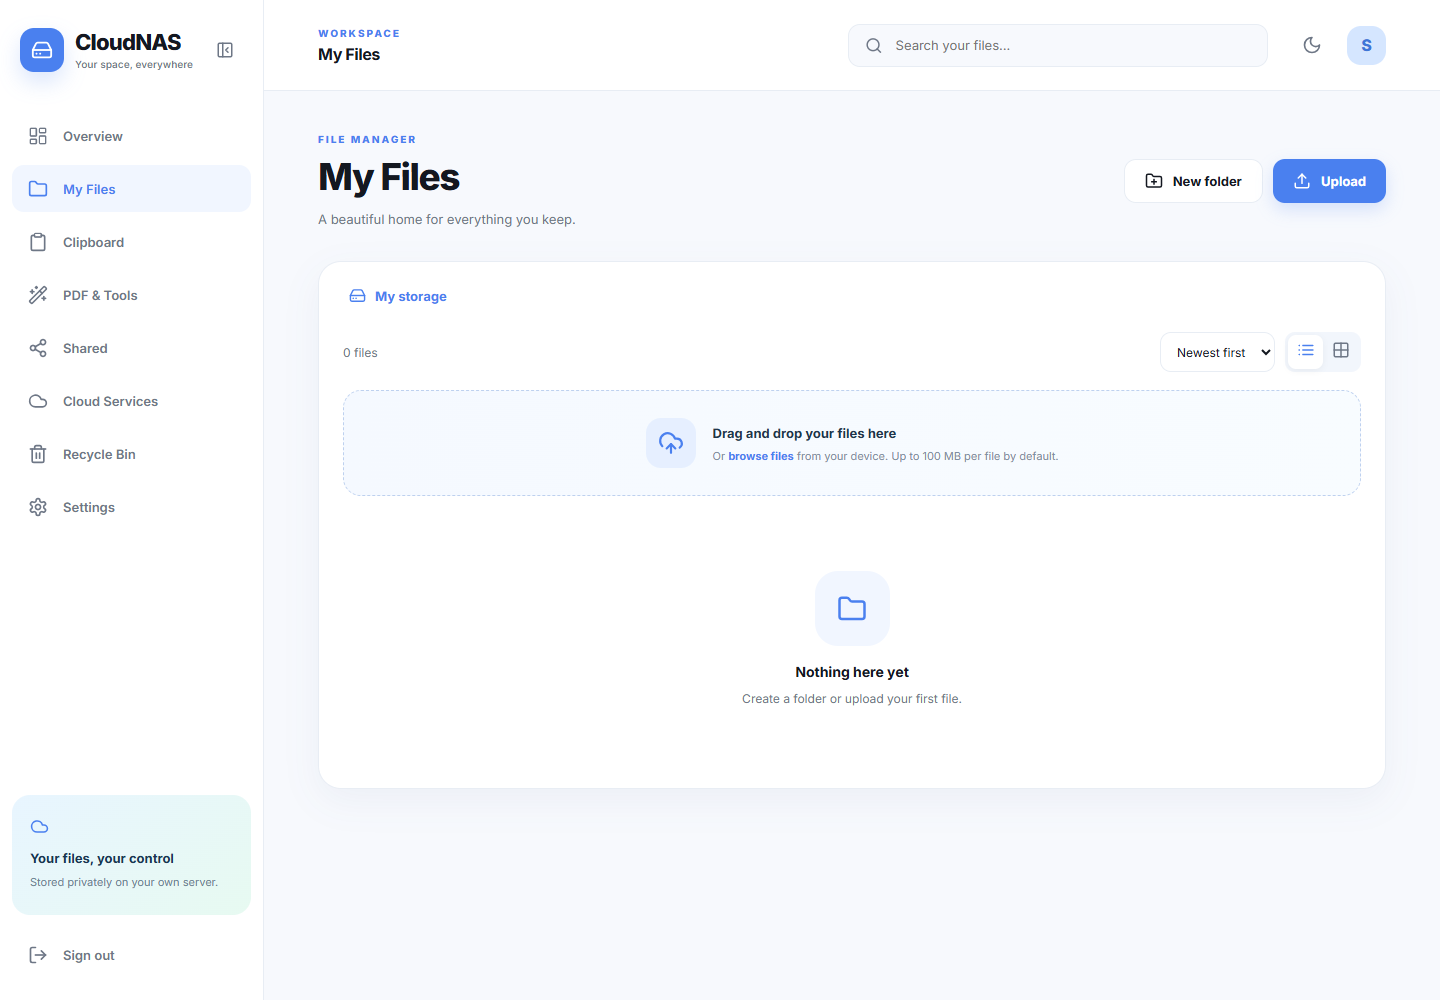 CloudNAS
Your space, everywhere
Overview
My Files
Clipboard
PDF & Tools
Shared
Cloud Services
Recycle Bin
Settings
Your files, your control
Stored privately on your own server.
Sign out
WORKSPACE
My Files
Search your files...
S
FILE MANAGER
My Files
A beautiful home for everything you keep.
New folder
Upload
My storage
0 files
Newest first
Drag and drop your files here
Or browse files from your device. Up to 100 MB per file by default.
Nothing here yet
Create a folder or upload your first file.